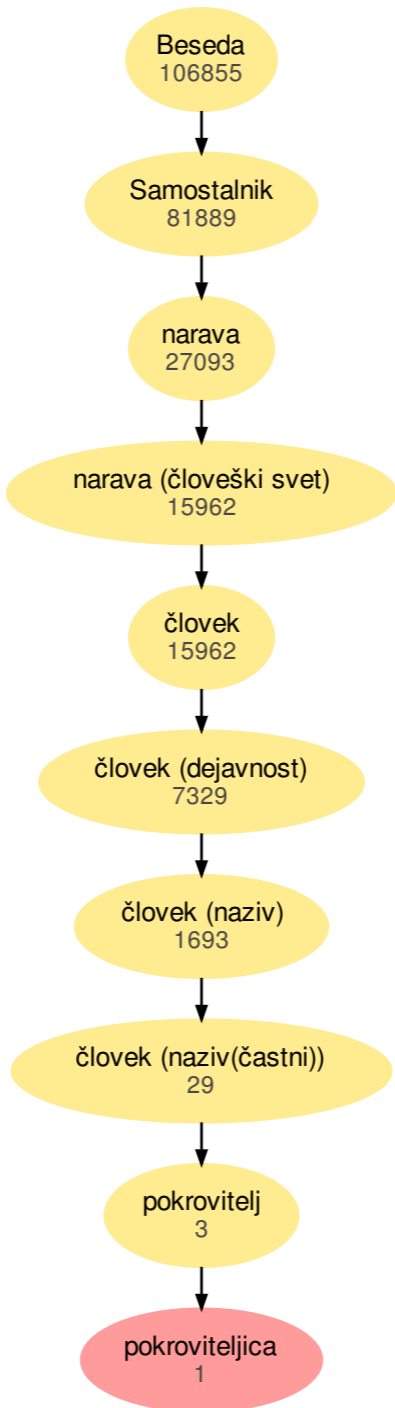 Beseda
106855
Samostalnik
81889
narava
27093
narava (človeški svet)
15962
človek
15962
človek (dejavnost)
7329
človek (naziv)
1693
človek (naziv(častni))
29
pokrovitelj
3
pokroviteljica
1